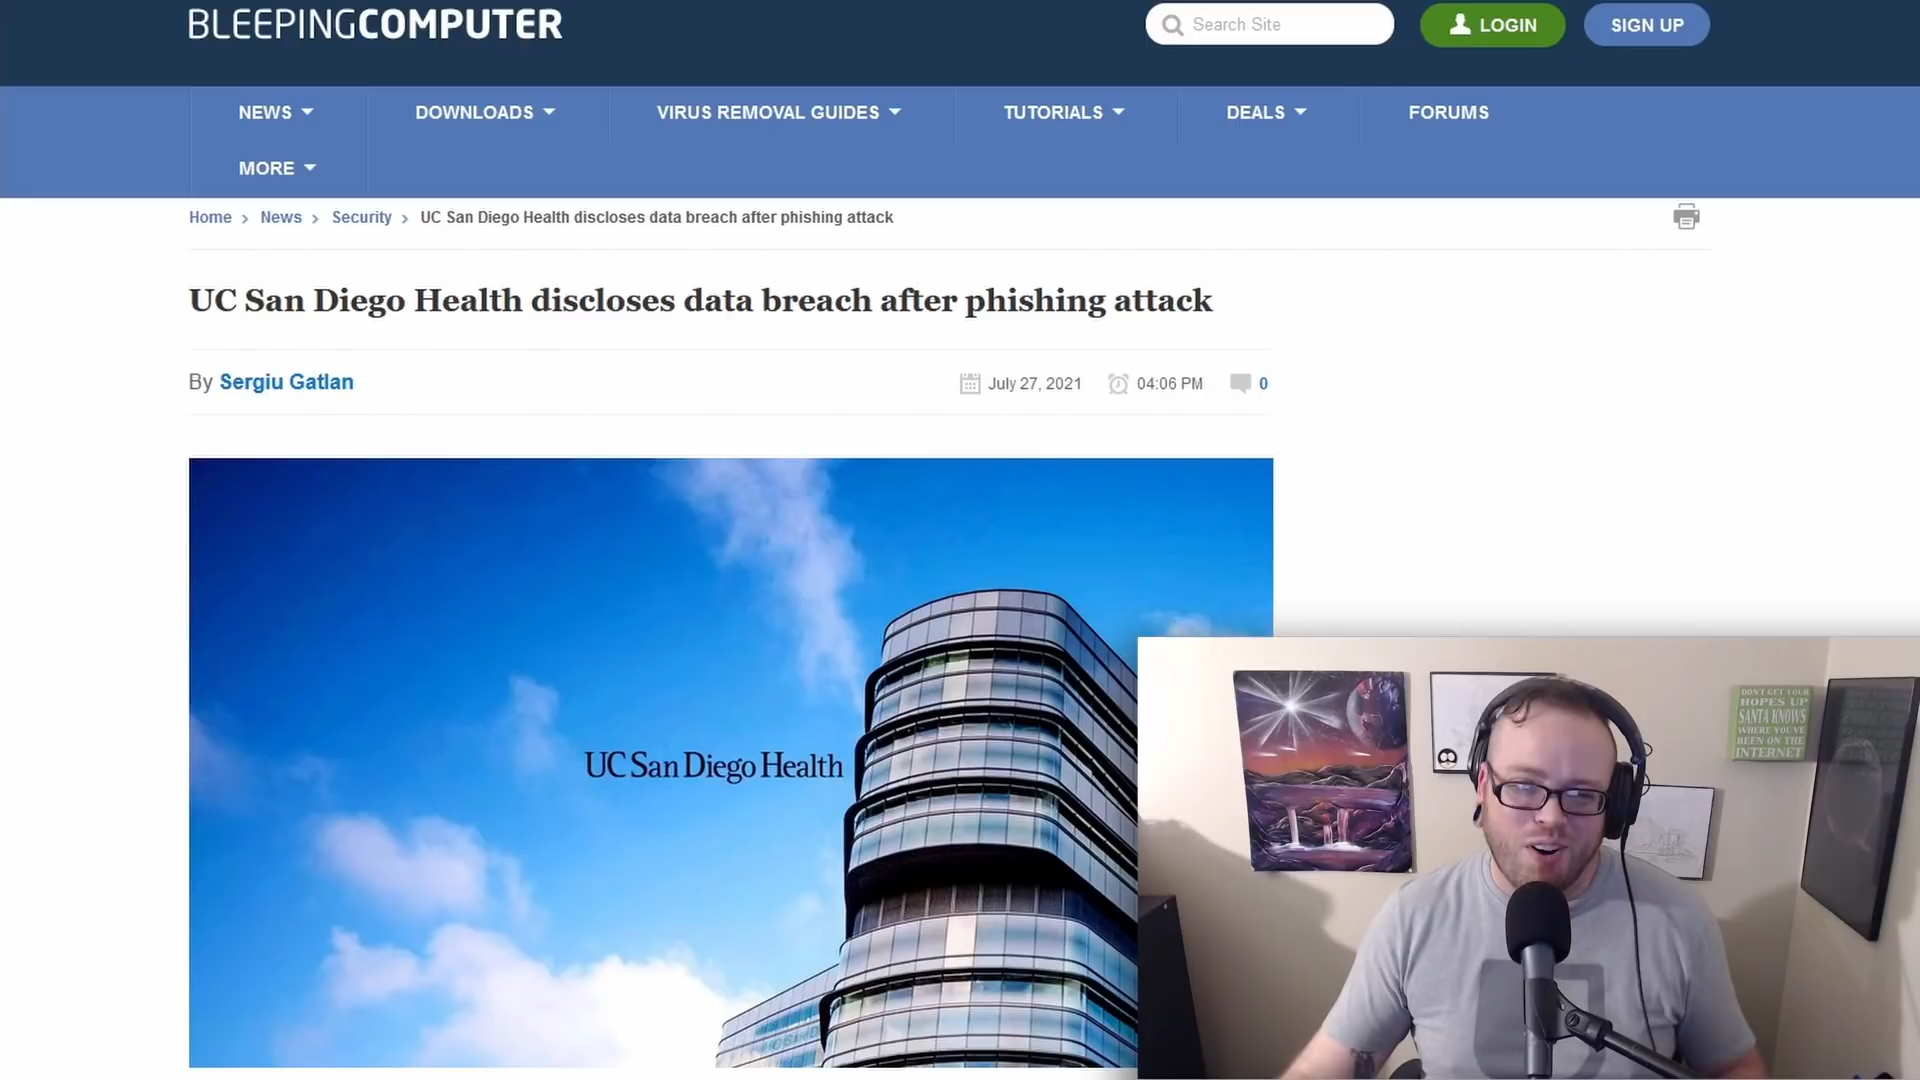 BLEEPINGCOMPUTER
Search Site
LOGIN
SIGN UP
NEWS
DOWNLOADS
VIRUS REMOVAL GUIDES
TUTORIALS
DEALS
FORUMS
MORE
Home
News
Security
UC San Diego Health discloses data breach after phishing attack
UC San Diego Health discloses data breach after phishing attack
By Sergiu Gatlan
July 27, 2021
04:06 PM
0
UC San Diego Health
DON'T GET YOUR
HOPES UP
SANTA KNOWS
WHERE YOU'VE
BEEN ON THE
INTERNET